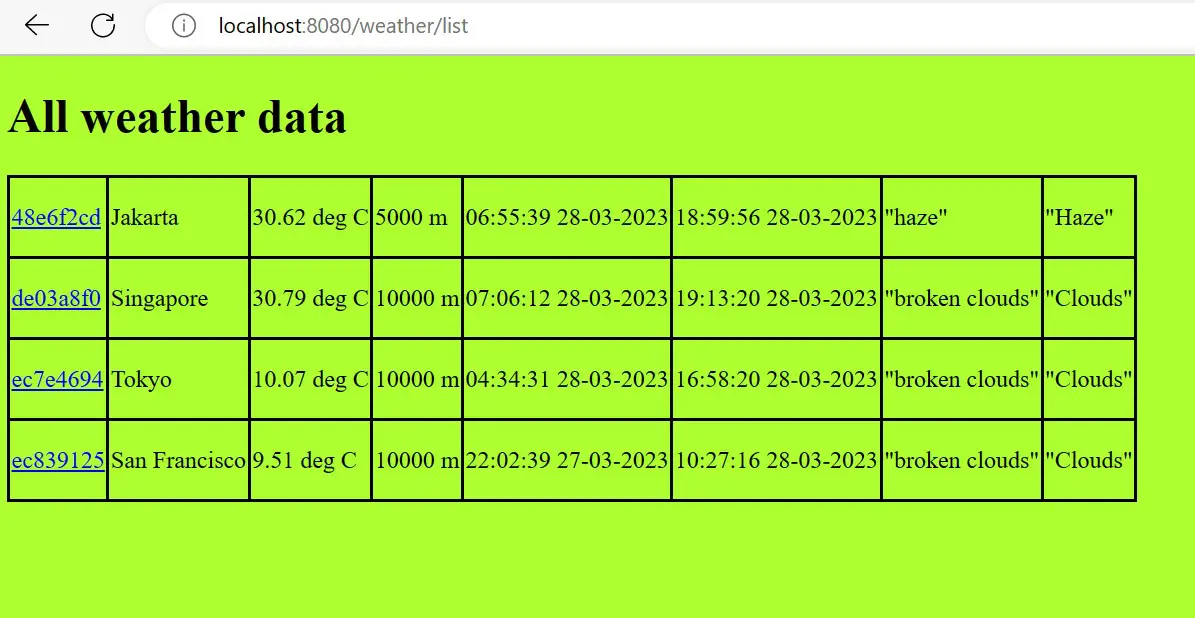 localhost:8080/weather/list
All weather data
48e6f2cd Jakarta 30.62 deg C 5000 m 06:55:39 28-03-2023 18:59:56 28-03-2023 "haze" "Haze"
de03a8f0 Singapore 30.79 deg C 10000 m 07:06:12 28-03-2023 19:13:20 28-03-2023 "broken clouds" "Clouds"
ec7e4694 Tokyo 10.07 deg C 10000 m 04:34:31 28-03-2023 16:58:20 28-03-2023 "broken clouds" "Clouds"
ec839125 San Francisco 9.51 deg C 10000 m 22:02:39 27-03-2023 10:27:16 28-03-2023 "broken clouds" "Clouds"